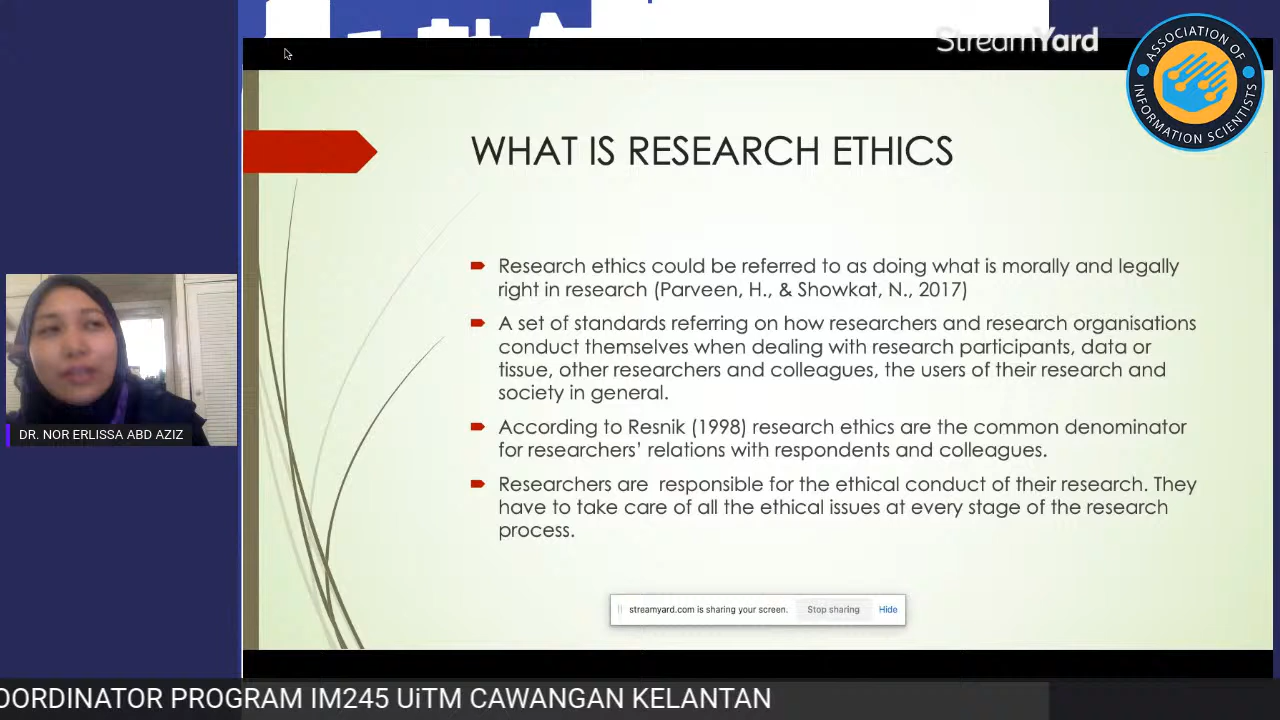 StreamYard
ASSOCIATION OF
INFORMATION SCIENTISTS
WHAT IS RESEARCH ETHICS
Research ethics could be referred to as doing what is morally and legally
right in research (Parveen, H., & Showkat, N., 2017)
A set of standards referring on how researchers and research organisations
conduct themselves when dealing with research participants, data or
tissue, other researchers and colleagues, the users of their research and
society in general.
According to Resnik (1998) research ethics are the common denominator
for researchers’ relations with respondents and colleagues.
Researchers are  responsible for the ethical conduct of their research. They
have to take care of all the ethical issues at every stage of the research
process.
DR. NOR ERLISSA ABD AZIZ
streamyard.com is sharing your screen. Stop sharing Hide
OORDINATOR PROGRAM IM245 UiTM CAWANGAN KELANTAN